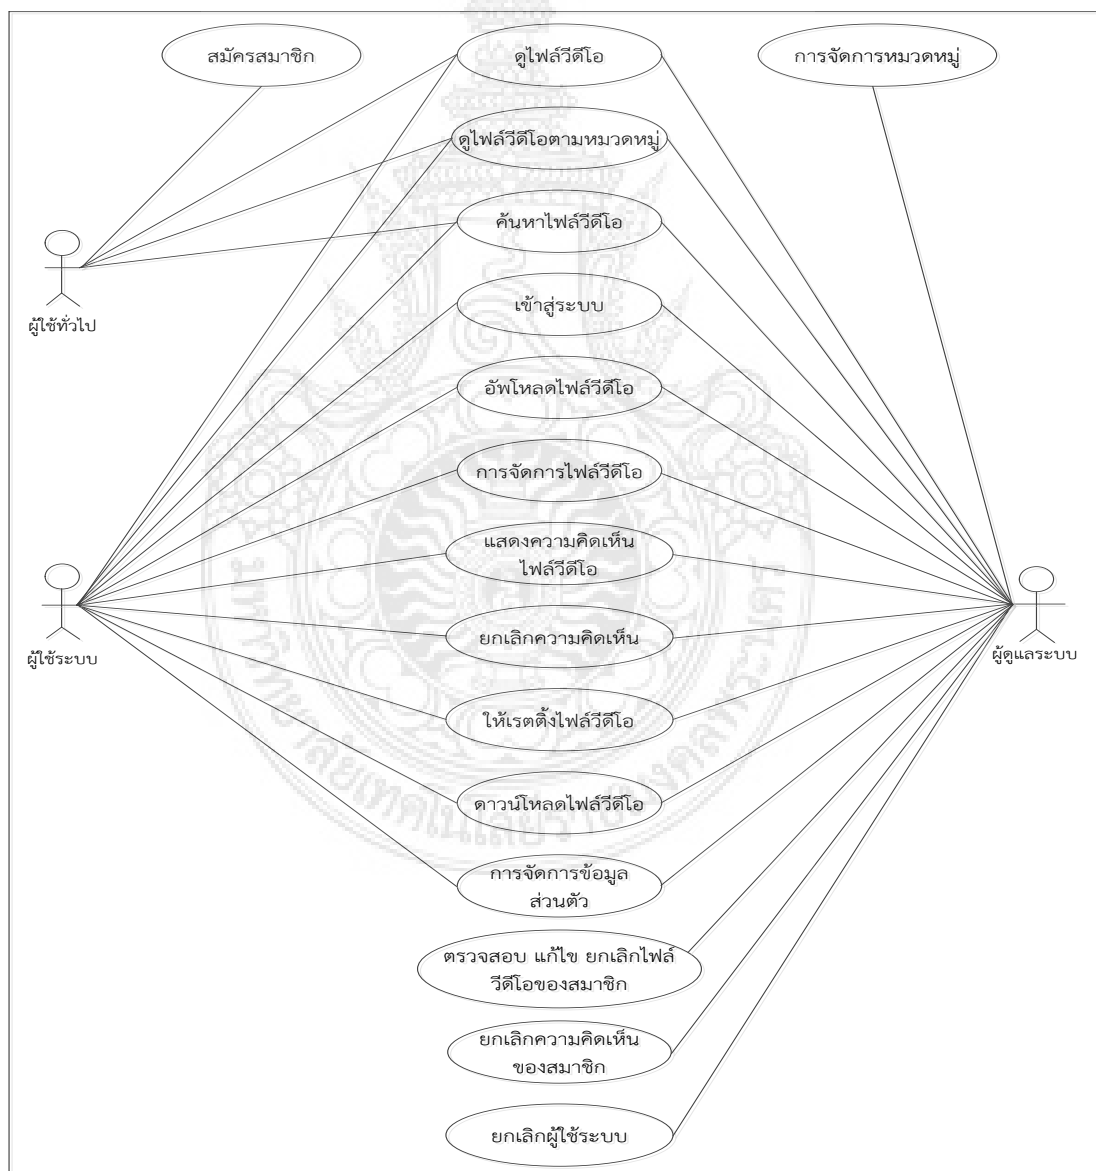 สมัครสมาชิก
ดูไฟล์วีดีโอ
การจัดการหมวดหมู่
ดูไฟล์วีดีโอตามหมวดหมู่
ค้นหาไฟล์วีดีโอ
ผู้ใช้ทั่วไป
เข้าสู่ระบบ
อัพโหลดไฟล์วีดีโอ
การจัดการไฟล์วีดีโอ
แสดงความคิดเห็น
ไฟล์วีดีโอ
ผู้ใช้ระบบ
ยกเลิกความคิดเห็น
ผู้ดูแลระบบ
ให้เรตติ้งไฟล์วีดีโอ
ดาวน์โหลดไฟล์วีดีโอ
การจัดการข้อมูล
ส่วนตัว
ตรวจสอบ แก้ไข ยกเลิกไฟล์
วีดีโอของสมาชิก
ยกเลิกความคิดเห็น
ของสมาชิก
ยกเลิกผู้ใช้ระบบ